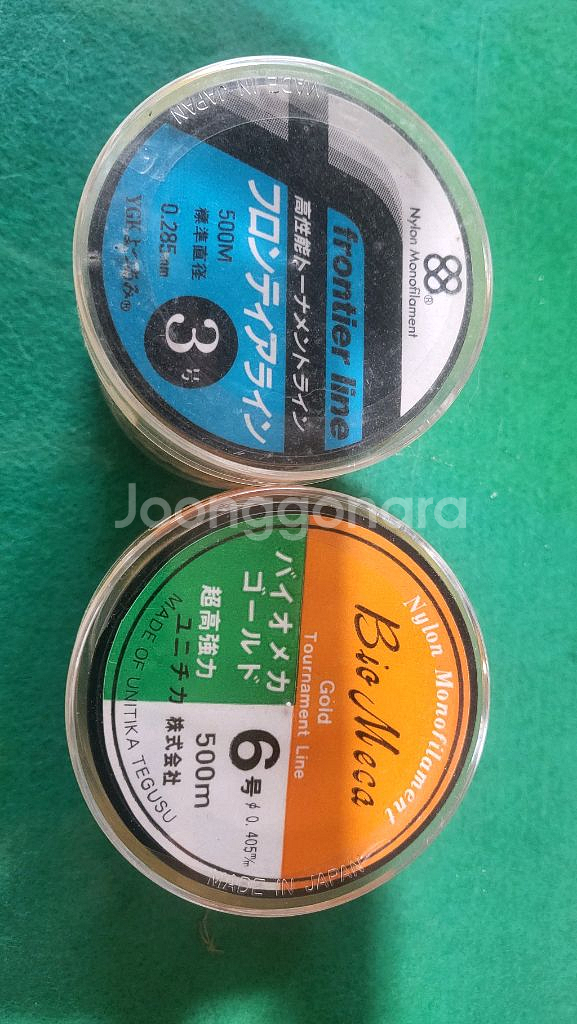 MADE IN JAPAN
Nylon Monofilament
®
frontier line
高性能トーナメントライン
フロンティアライン
500M
標準直径
0.285mm
3号
YGKよつあみ®
Joonggonara
Nylon Monofilament
Bio Meca
Gold
Tournament Line
バイオメカ・
ゴールド
超高強力
ユニチカ株式会社
6号
φ0.405m/m
500m
MADE OF UNITIKA TEGUSU
MADE IN JAPAN